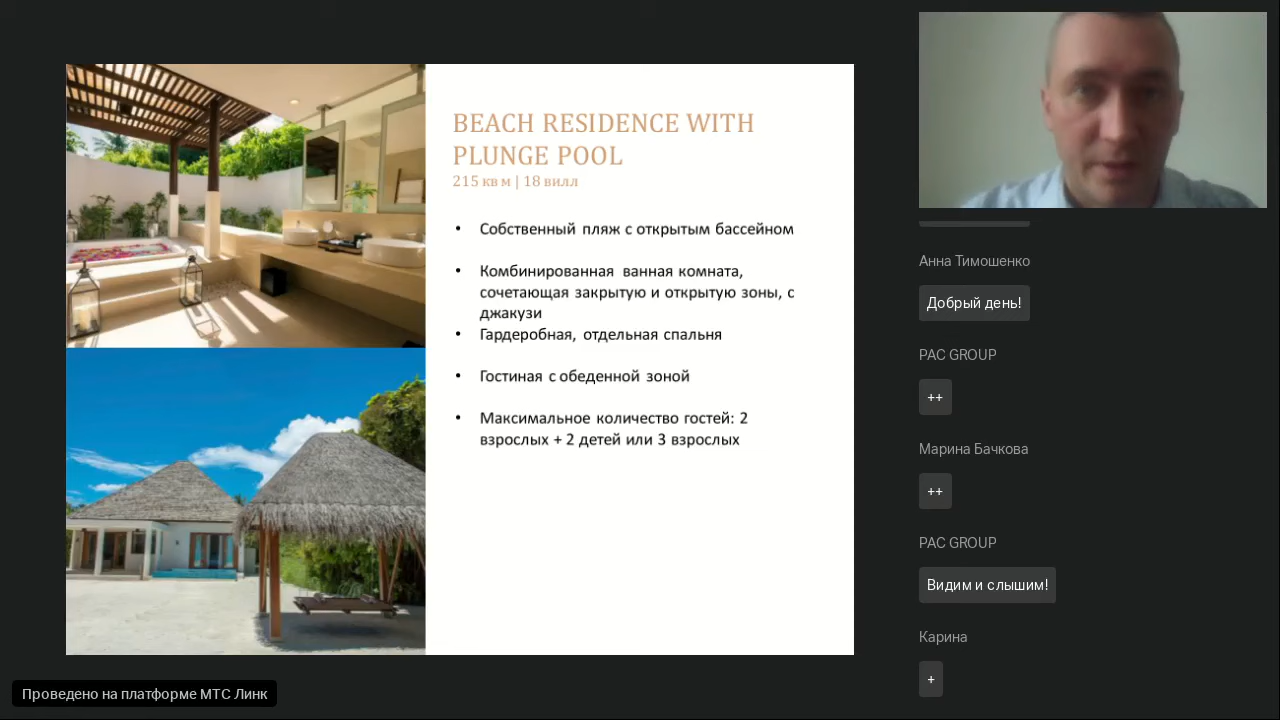 BEACH RESIDENCE WITH
PLUNGE POOL
215 кв м | 18 вилл
• Собственный пляж с открытым бассейном
• Комбинированная ванная комната,
сочетающая закрытую и открытую зоны, с
джакузи
• Гардеробная, отдельная спальня
• Гостиная с обеденной зоной
• Максимальное количество гостей: 2
взрослых + 2 детей или 3 взрослых
Анна Тимошенко
Добрый день!
PAC GROUP
++
Марина Бачкова
++
PAC GROUP
Видим и слышим!
Карина
+
Проведено на платформе МТС Линк